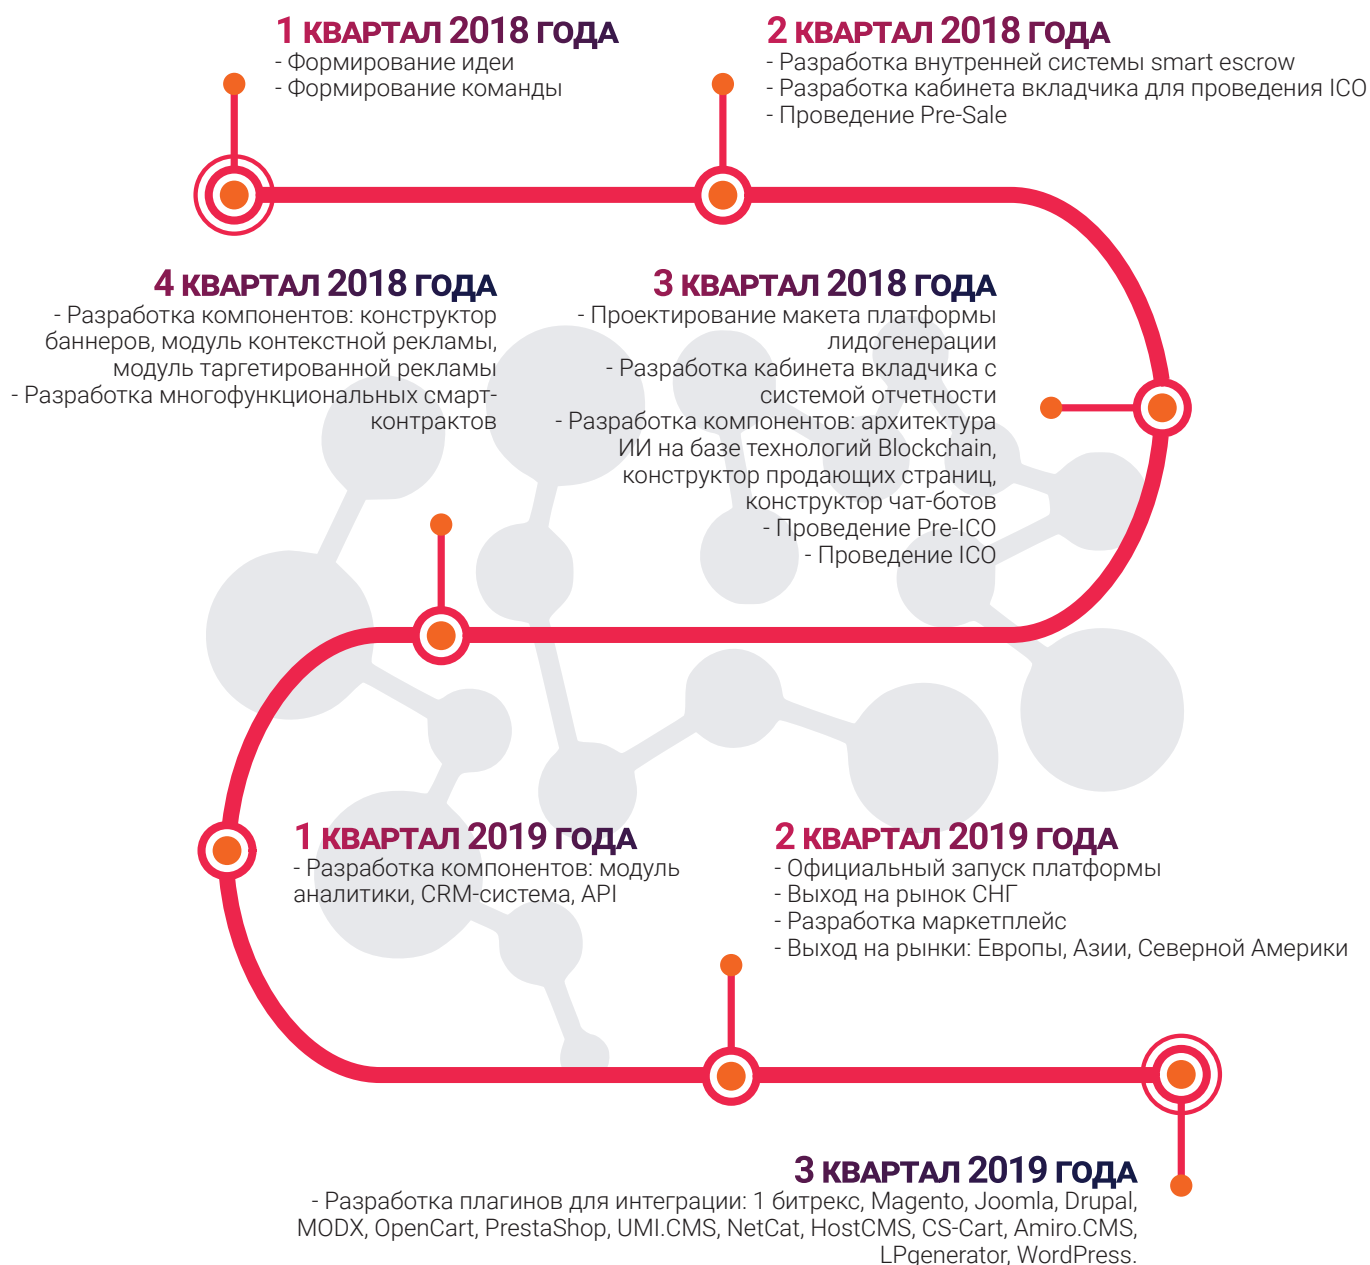 1 КВАРТАЛ 2018 ГОДА
- Формирование идеи
- Формирование команды
2 КВАРТАЛ 2018 ГОДА
- Разработка внутренней системы smart escrow
- Разработка кабинета вкладчика для проведения ICO
- Проведение Pre-Sale
3 КВАРТАЛ 2018 ГОДА
- Проектирование макета платформы
лидогенерации
- Разработка кабинета вкладчика с
системой отчетности
- Разработка компонентов: архитектура
ИИ на базе технологий Blockchain,
конструктор продающих страниц,
конструктор чат-ботов
- Проведение Pre-ICO
- Проведение ICO
4 КВАРТАЛ 2018 ГОДА
- Разработка компонентов: конструктор
баннеров, модуль контекстной рекламы,
модуль таргетированной рекламы
- Разработка многофункциональных смарт-
контрактов
1 КВАРТАЛ 2019 ГОДА
- Разработка компонентов: модуль
аналитики, CRM-система, API
2 КВАРТАЛ 2019 ГОДА
- Официальный запуск платформы
- Выход на рынок СНГ
- Разработка маркетплейс
- Выход на рынки: Европы, Азии, Северной Америки
3 КВАРТАЛ 2019 ГОДА
- Разработка плагинов для интеграции: 1 битрекс, Magento, Joomla, Drupal,
MODX, OpenCart, PrestaShop, UMI.CMS, NetCat, HostCMS, CS-Cart, Amiro.CMS,
LPgenerator, WordPress.